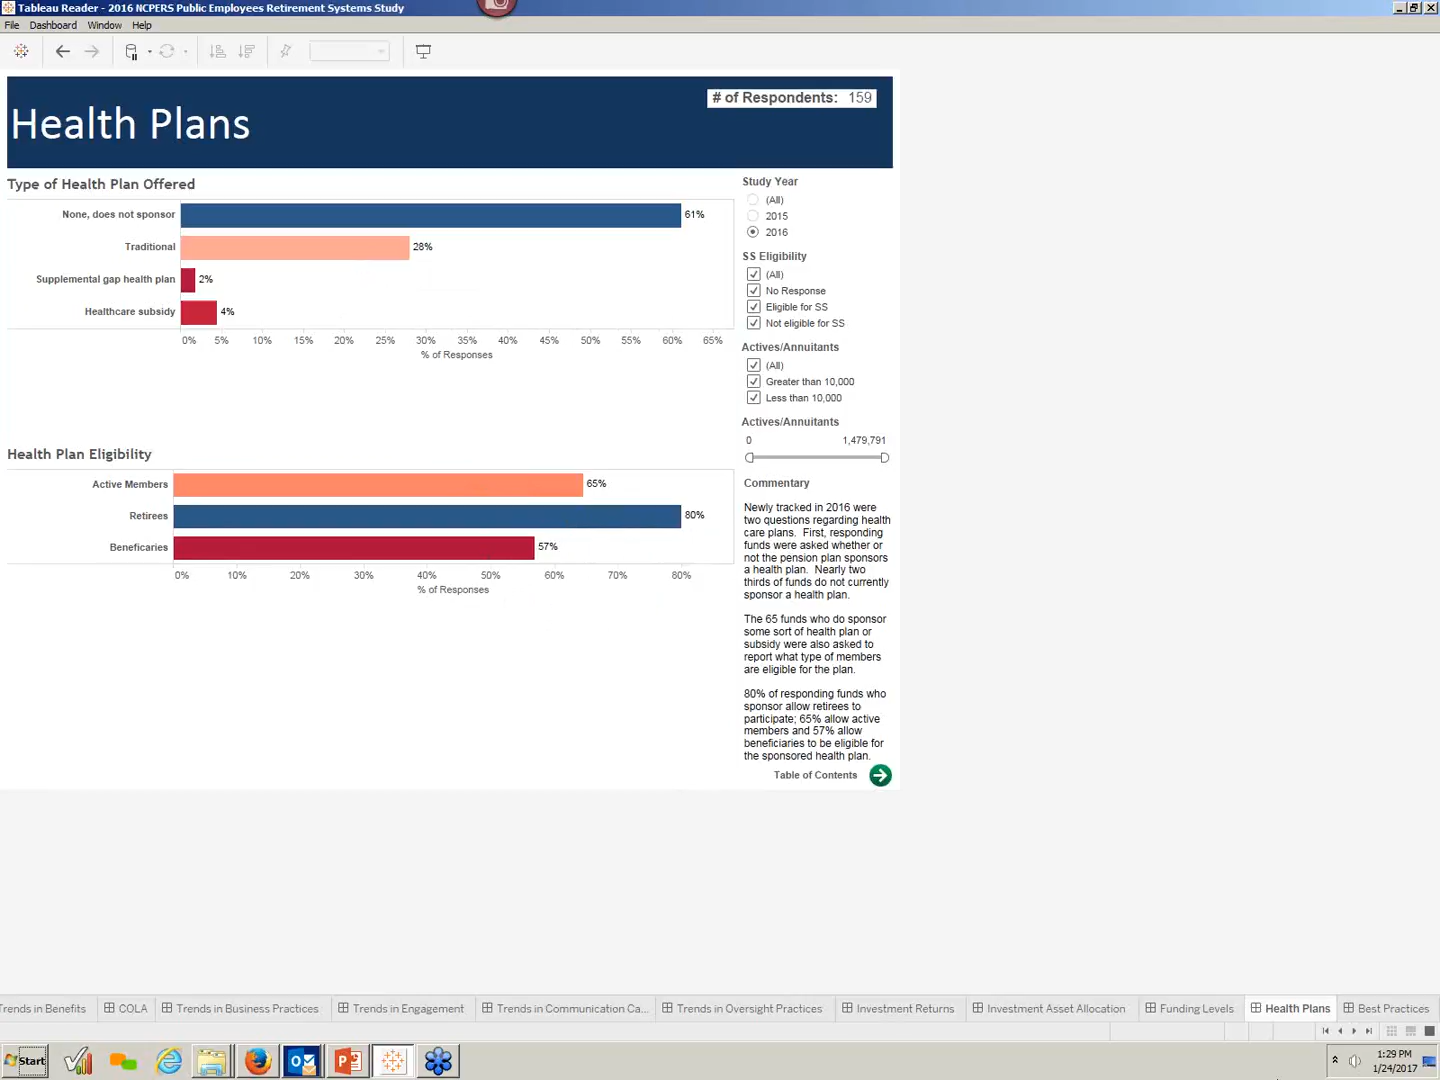 Tableau Reader - 2016 NCPERS Public Employees Retirement Systems Study
File Dashboard Window Help
Health Plans
# of Respondents: 159
Type of Health Plan Offered
None, does not sponsor 61%
Traditional 28%
Supplemental gap health plan 2%
Healthcare subsidy 4%
0% 5% 10% 15% 20% 25% 30% 35% 40% 45% 50% 55% 60% 65%
% of Responses
Health Plan Eligibility
Active Members 65%
Retirees 80%
Beneficaries 57%
0% 10% 20% 30% 40% 50% 60% 70% 80%
% of Responses
Study Year
(All)
2015
2016
SS Eligibility
(All)
No Response
Eligible for SS
Not eligible for SS
Actives/Annuitants
(All)
Greater than 10,000
Less than 10,000
Actives/Annuitants
0 1,479,791
Commentary
Newly tracked in 2016 were
two questions regarding health
care plans. First, responding
funds were asked whether or
not the pension plan sponsors
a health plan. Nearly two
thirds of funds do not currently
sponsor a health plan.
The 65 funds who do sponsor
some sort of health plan or
subsidy were also asked to
report what type of members
are eligible for the plan.
80% of responding funds who
sponsor allow retirees to
participate; 65% allow active
members and 57% allow
beneficiaries to be eligible for
the sponsored health plan.
Table of Contents
Trends in Benefits COLA Trends in Business Practices Trends in Engagement Trends in Communication Ca... Trends in Oversight Practices Investment Returns Investment Asset Allocation Funding Levels Health Plans Best Practices
Start
1:29 PM
1/24/2017